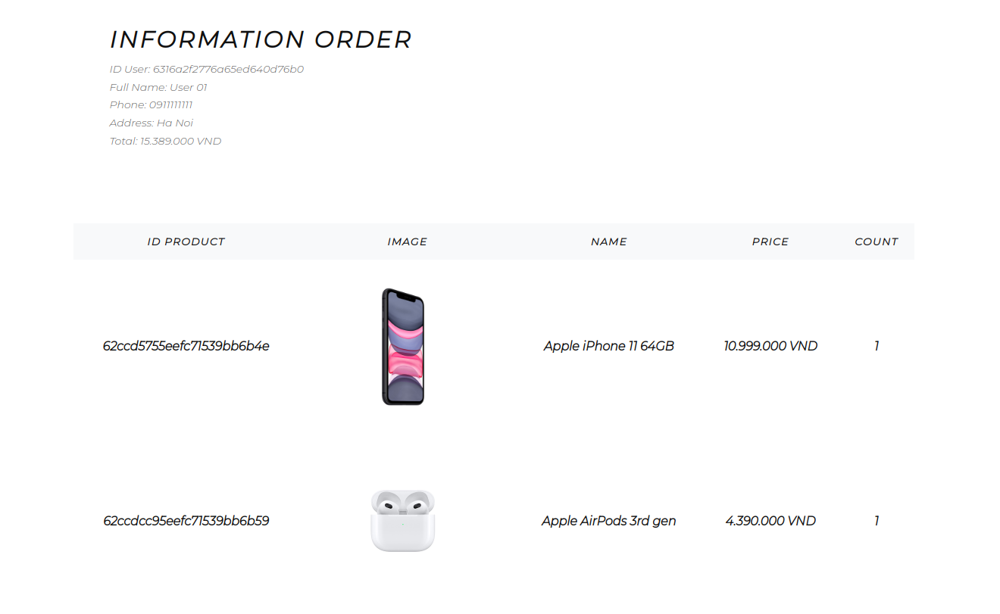 INFORMATION ORDER
ID User: 6316a2f2776a65ed640d76b0
Full Name: User 01
Phone: 0911111111
Address: Ha Noi
Total: 15.389.000 VND
ID PRODUCT IMAGE NAME PRICE COUNT
62ccd5755eefc71539bb6b4e Apple iPhone 11 64GB 10.999.000 VND 1
62ccdcc95eefc71539bb6b59 Apple AirPods 3rd gen 4.390.000 VND 1